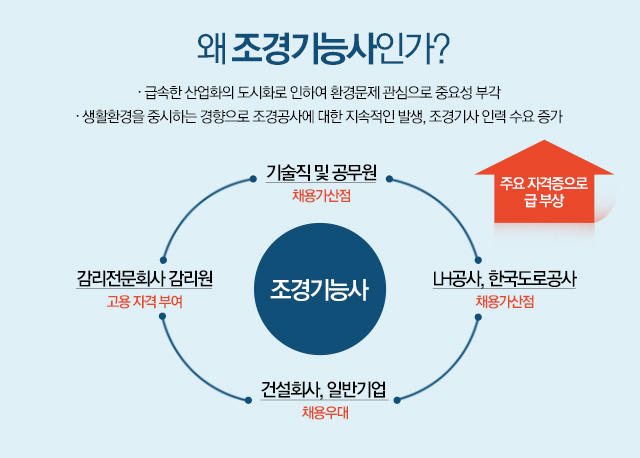 왜 조경기능사인가?
· 급속한 산업화의 도시화로 인하여 환경문제 관심으로 중요성 부각
· 생활환경을 중시하는 경향으로 조경공사에 대한 지속적인 발생, 조경기사 인력 수요 증가
주요 자격증으로
급 부상
기술직 및 공무원
채용가산점
감리전문회사 감리원
고용 자격 부여
조경기능사
LH공사, 한국도로공사
채용가산점
건설회사, 일반기업
채용우대